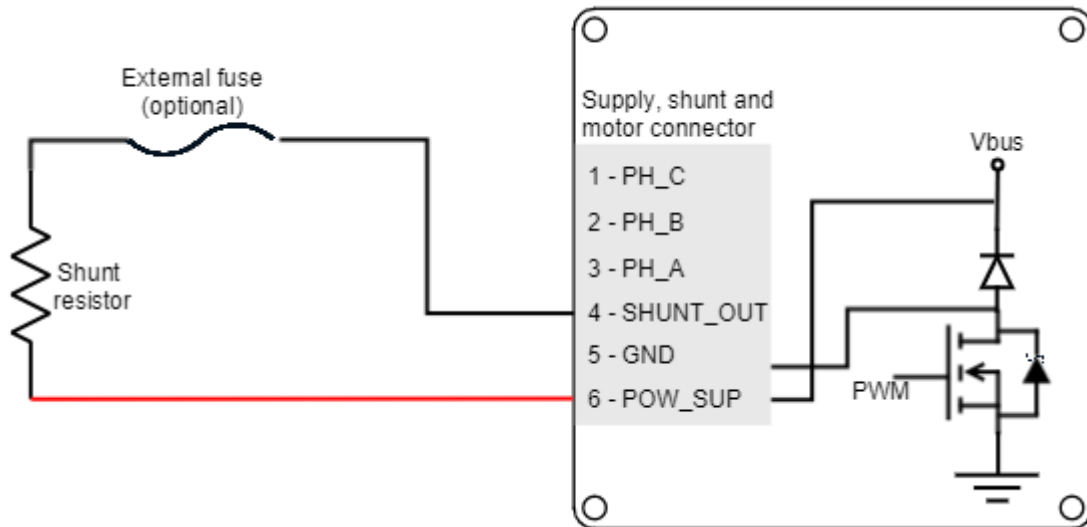 External fuse
(optional)
Supply, shunt and
motor connector
Vbus
1 - PH_C
2 - PH_B
3 - PH_A
Shunt
resistor
4 - SHUNT_OUT
5 - GND
6 - POW_SUP
PWM